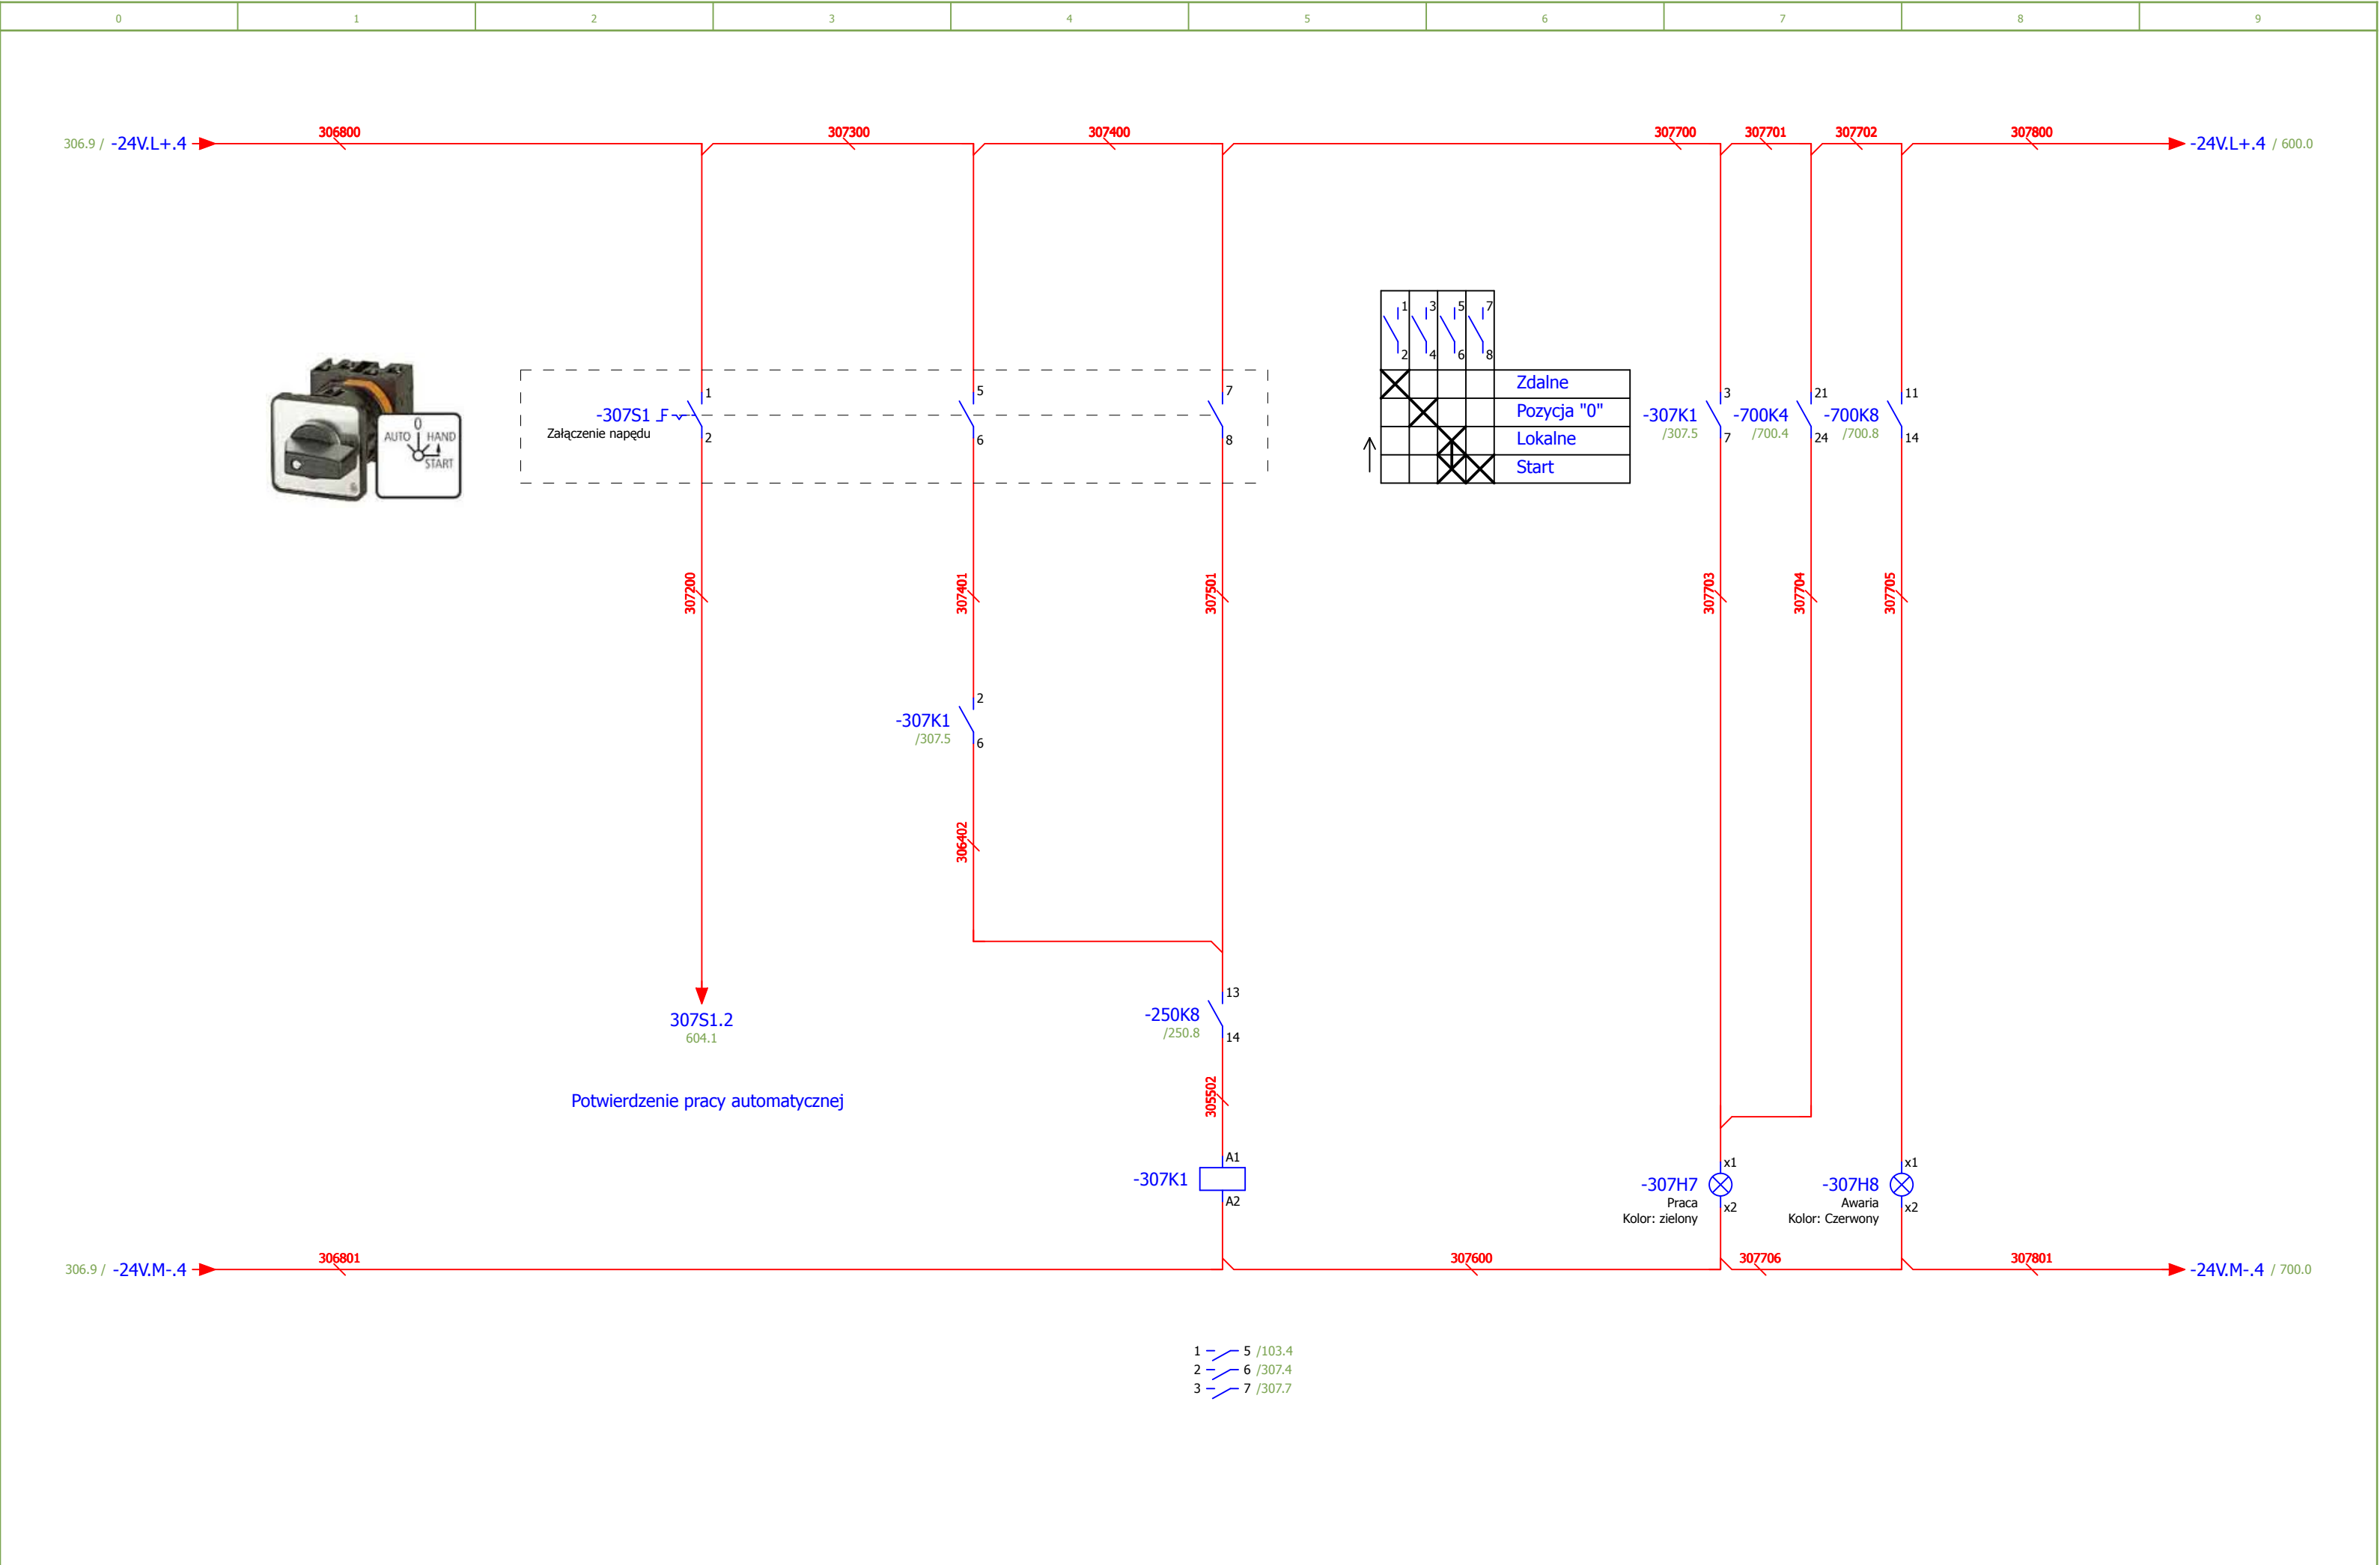 0 1 2 3 4 5 6 7 8 9
306800 307300 307400 307700 307701 307702 307800
306.9 / -24V.L+.4 -24V.L+.4 / 600.0
1 3 5 7
2 4 6 8
Zdalne
Pozycja "0"
Lokalne
Start
0
AUTO HAND
START
1 5 7 3 21 11
-307S1 -307K1 -700K4 -700K8
Załączenie napędu /307.5 /700.4 /700.8
2 6 8 7 24 14
307200 307401 307501 307703 307704 307705
2
-307K1
/307.5
6
306402
13
-250K8
/250.8
14
307S1.2
604.1
Potwierdzenie pracy automatycznej
305502
A1
-307K1
A2
x1 x1
-307H7 -307H8
Praca Awaria
x2 x2
Kolor: zielony Kolor: Czerwony
306801 307600 307706 307801
306.9 / -24V.M-.4 -24V.M-.4 / 700.0
1 5 /103.4
2 6 /307.4
3 7 /307.7